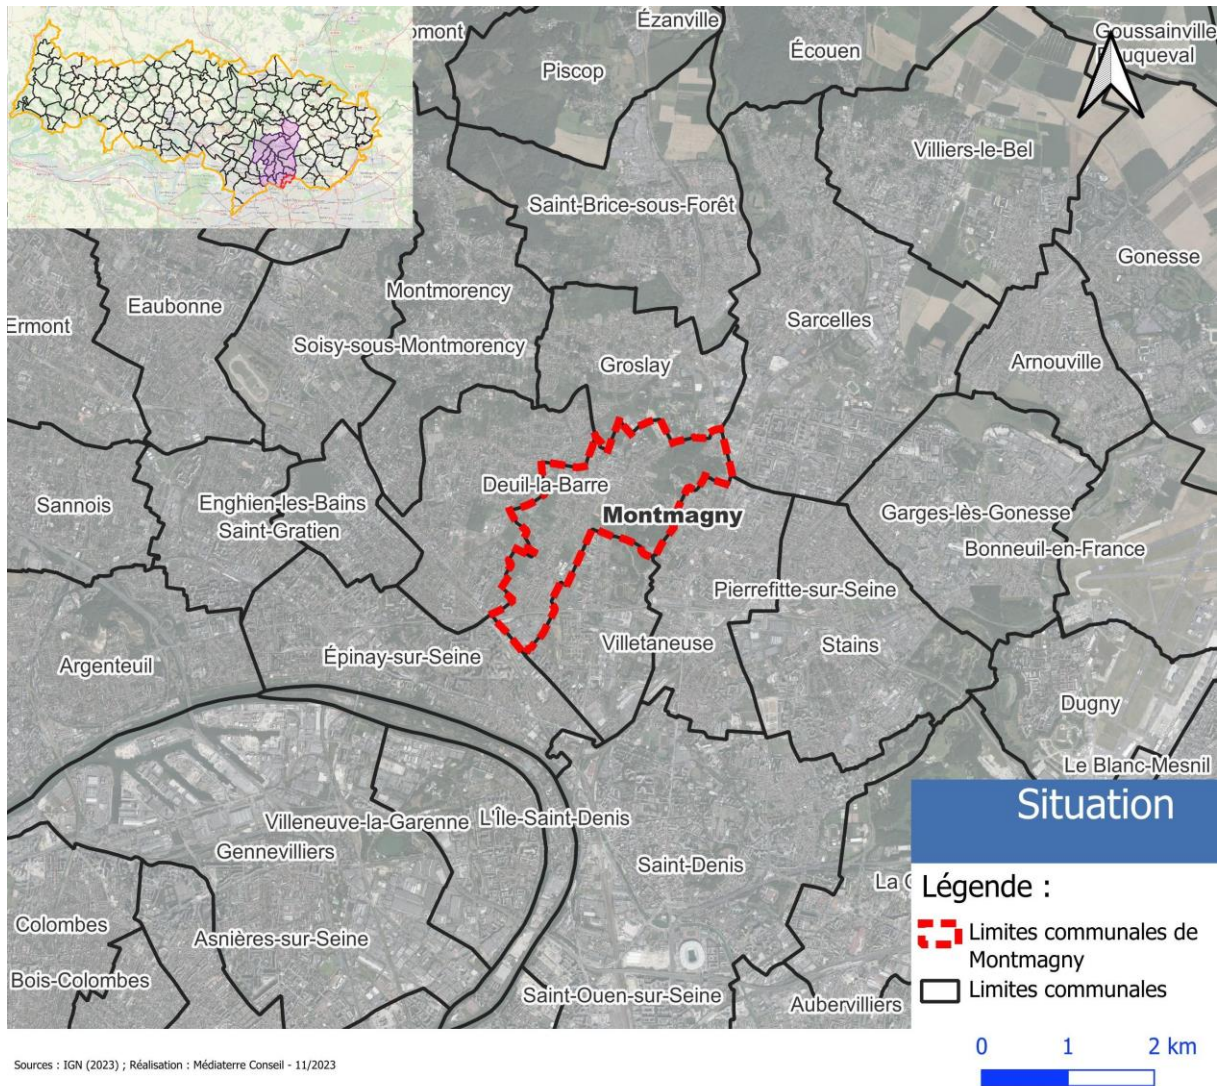 Ézanville
Écouen
Goussainville
Piscop
Villiers-le-Bel
Saint-Brice-sous-Forêt
Gonesse
Montmorency
Eaubonne
Ermont
Sarcelles
Soisy-sous-Montmorency
Groslay
Arnouville
Deuil-la-Barre
Enghien-les-Bains
Sannois
Montmagny
Garges-lès-Gonesse
Saint-Gratien
Bonneuil-en-France
Pierrefitte-sur-Seine
Villetaneuse
Stains
Épinay-sur-Seine
Argenteuil
Dugny
Le Blanc-Mesnil
L'Île-Saint-Denis
Villeneuve-la-Garenne
Gennevilliers
Saint-Denis
Colombes
Asnières-sur-Seine
Bois-Colombes
Saint-Ouen-sur-Seine
Aubervilliers
Situation
Légende :
Limites communales de
Montmagny
Limites communales
0 1 2 km
Sources : IGN (2023) ; Réalisation : Médiaterre Conseil - 11/2023